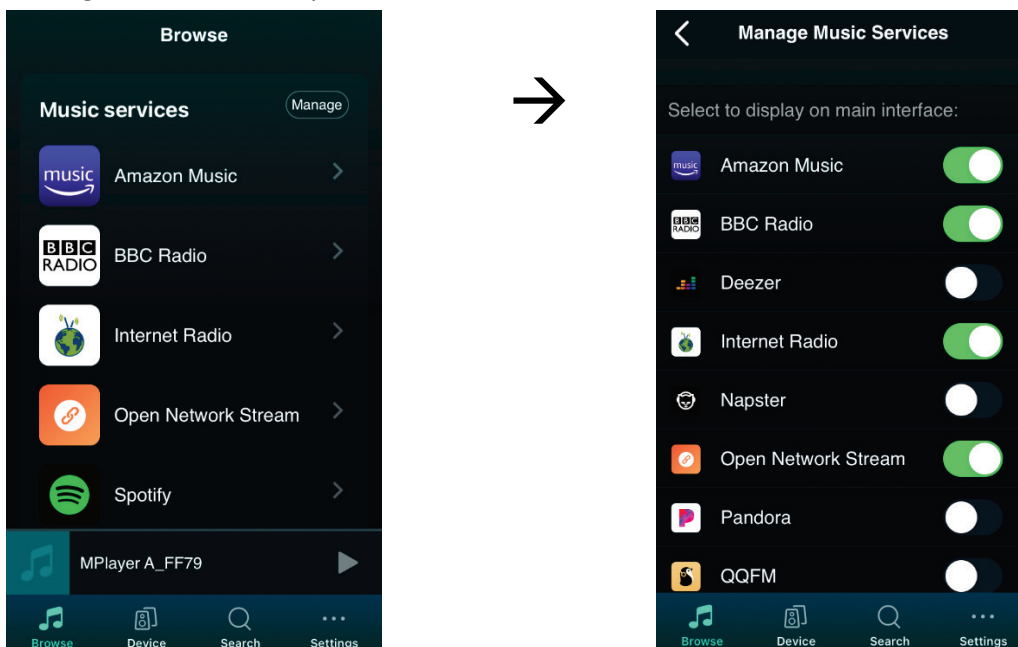 Browse
Music services
Manage
music
Amazon Music
BBC
RADIO
BBC Radio
Internet Radio
Open Network Stream
Spotify
MPlayer A_FF79
Browse
Device
Search
Settings
→
Manage Music Services
Select to display on main interface:
music
Amazon Music
BBC
RADIO
BBC Radio
Deezer
Internet Radio
Napster
Open Network Stream
Pandora
QQFM
Browse
Device
Search
Settings